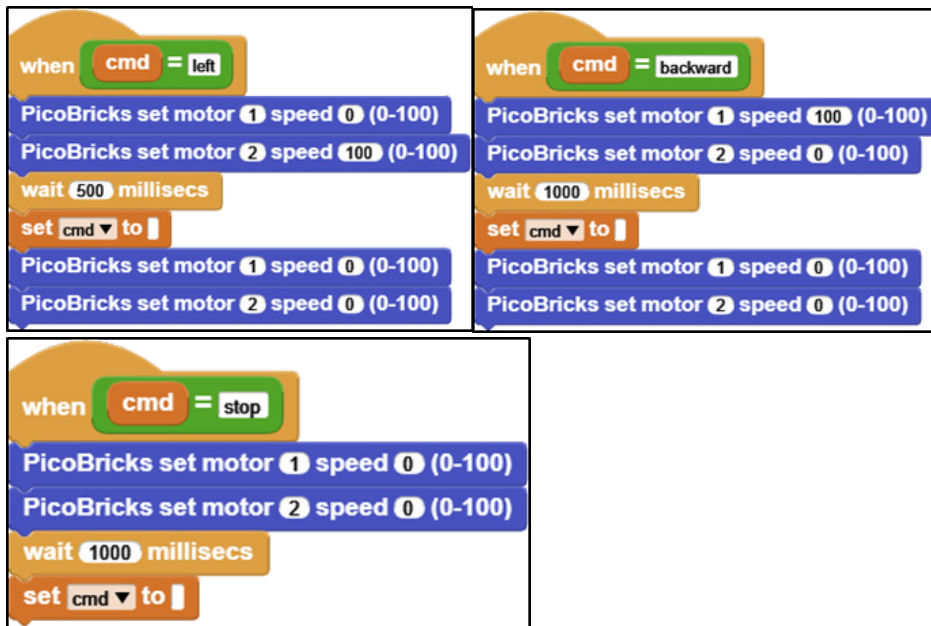 when cmd = left
PicoBricks set motor 1 speed 0 (0-100)
PicoBricks set motor 2 speed 100 (0-100)
wait 500 millisecs
set cmd ▼ to
PicoBricks set motor 1 speed 0 (0-100)
PicoBricks set motor 2 speed 0 (0-100)
when cmd = backward
PicoBricks set motor 1 speed 100 (0-100)
PicoBricks set motor 2 speed 0 (0-100)
wait 1000 millisecs
set cmd ▼ to
PicoBricks set motor 1 speed 0 (0-100)
PicoBricks set motor 2 speed 0 (0-100)
when cmd = stop
PicoBricks set motor 1 speed 0 (0-100)
PicoBricks set motor 2 speed 0 (0-100)
wait 1000 millisecs
set cmd ▼ to